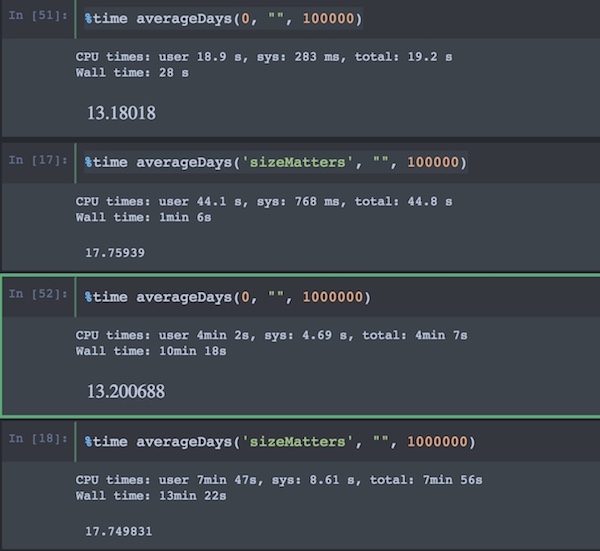 In [51]: %time averageDays(0, "", 100000)
CPU times: user 18.9 s, sys: 283 ms, total: 19.2 s
Wall time: 28 s
13.18018
In [17]: %time averageDays('sizeMatters', "", 100000)
CPU times: user 44.1 s, sys: 768 ms, total: 44.8 s
Wall time: 1min 6s
17.75939
In [52]: %time averageDays(0, "", 1000000)
CPU times: user 4min 2s, sys: 4.69 s, total: 4min 7s
Wall time: 10min 18s
13.200688
In [18]: %time averageDays('sizeMatters', "", 1000000)
CPU times: user 7min 47s, sys: 8.61 s, total: 7min 56s
Wall time: 13min 22s
17.749831